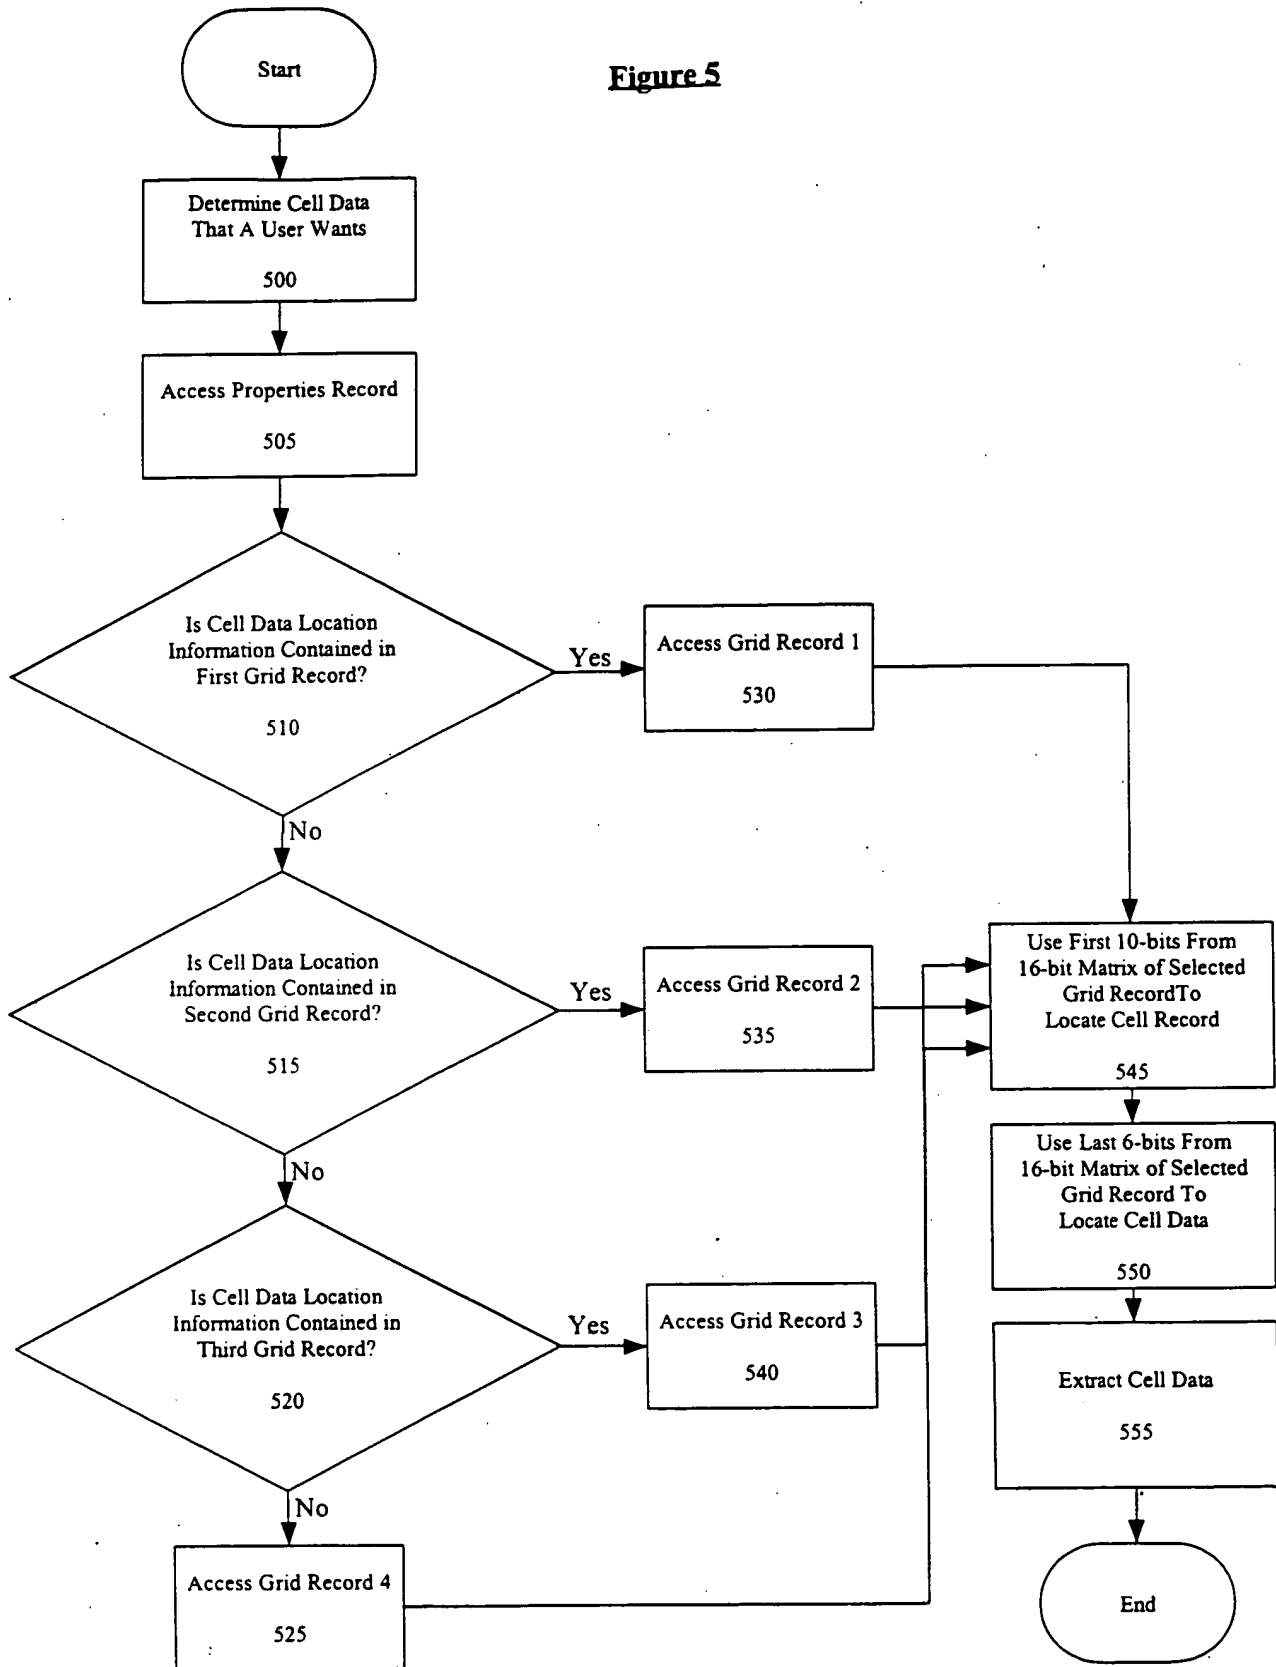 Start
Figure 5
Determine Cell Data
That A User Wants
500
Access Properties Record
505
Is Cell Data Location
Information Contained in
First Grid Record?
510
Yes
Access Grid Record 1
530
No
Is Cell Data Location
Information Contained in
Second Grid Record?
515
Yes
Access Grid Record 2
535
Use First 10-bits From
16-bit Matrix of Selected
Grid RecordTo
Locate Cell Record
545
Use Last 6-bits From
16-bit Matrix of Selected
Grid Record To
Locate Cell Data
550
No
Is Cell Data Location
Information Contained in
Third Grid Record?
520
Yes
Access Grid Record 3
540
Extract Cell Data
555
No
Access Grid Record 4
525
End